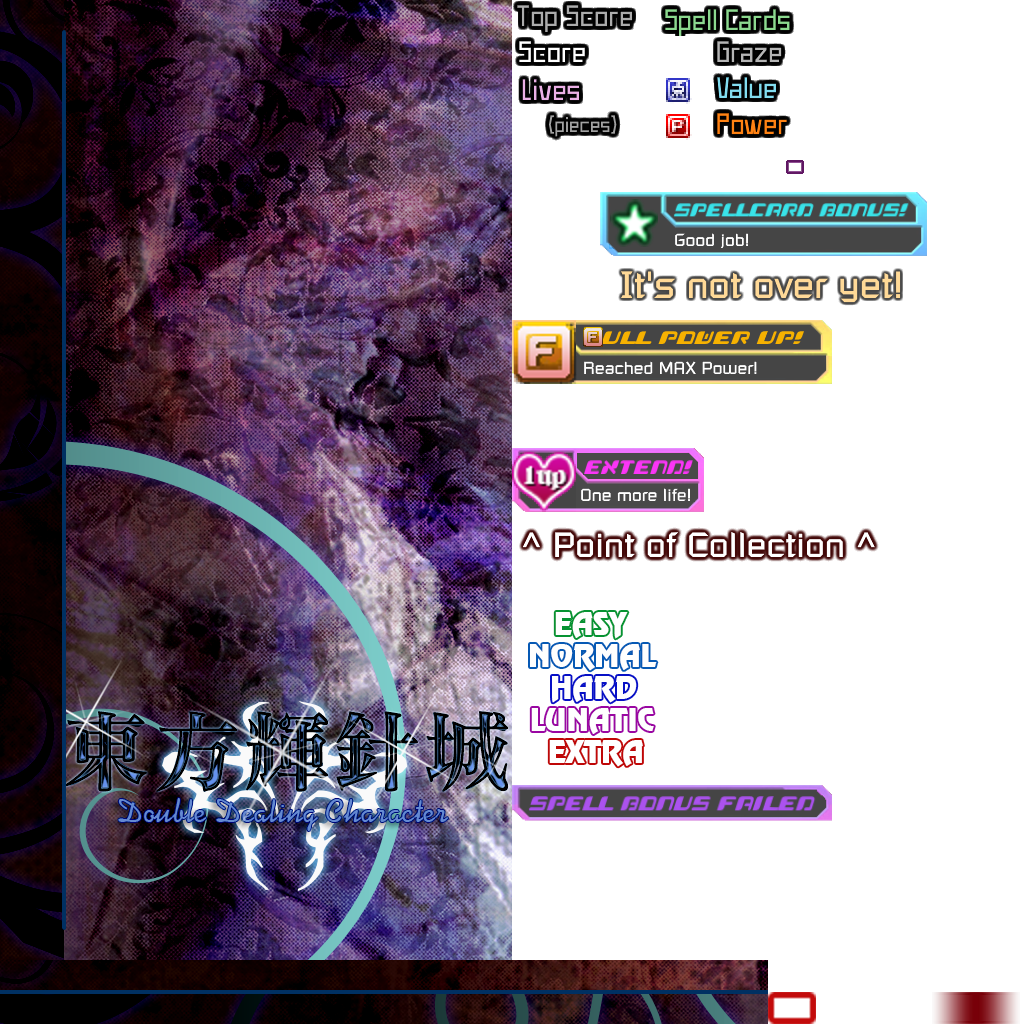 Top Score
Spell Cards
Score
Graze
Lives
Value
(pieces)
P
Power
SPELLCARD BONUS!
Good job!
It's not over yet!
F
FULL POWER UP!
Reached MAX Power!
1up
EXTEND!
One more life!
^ Point of Collection ^
EASY
NORMAL
HARD
LUNATIC
EXTRA
東方輝針城
Double Dealing Character
SPELL BONUS FAILED